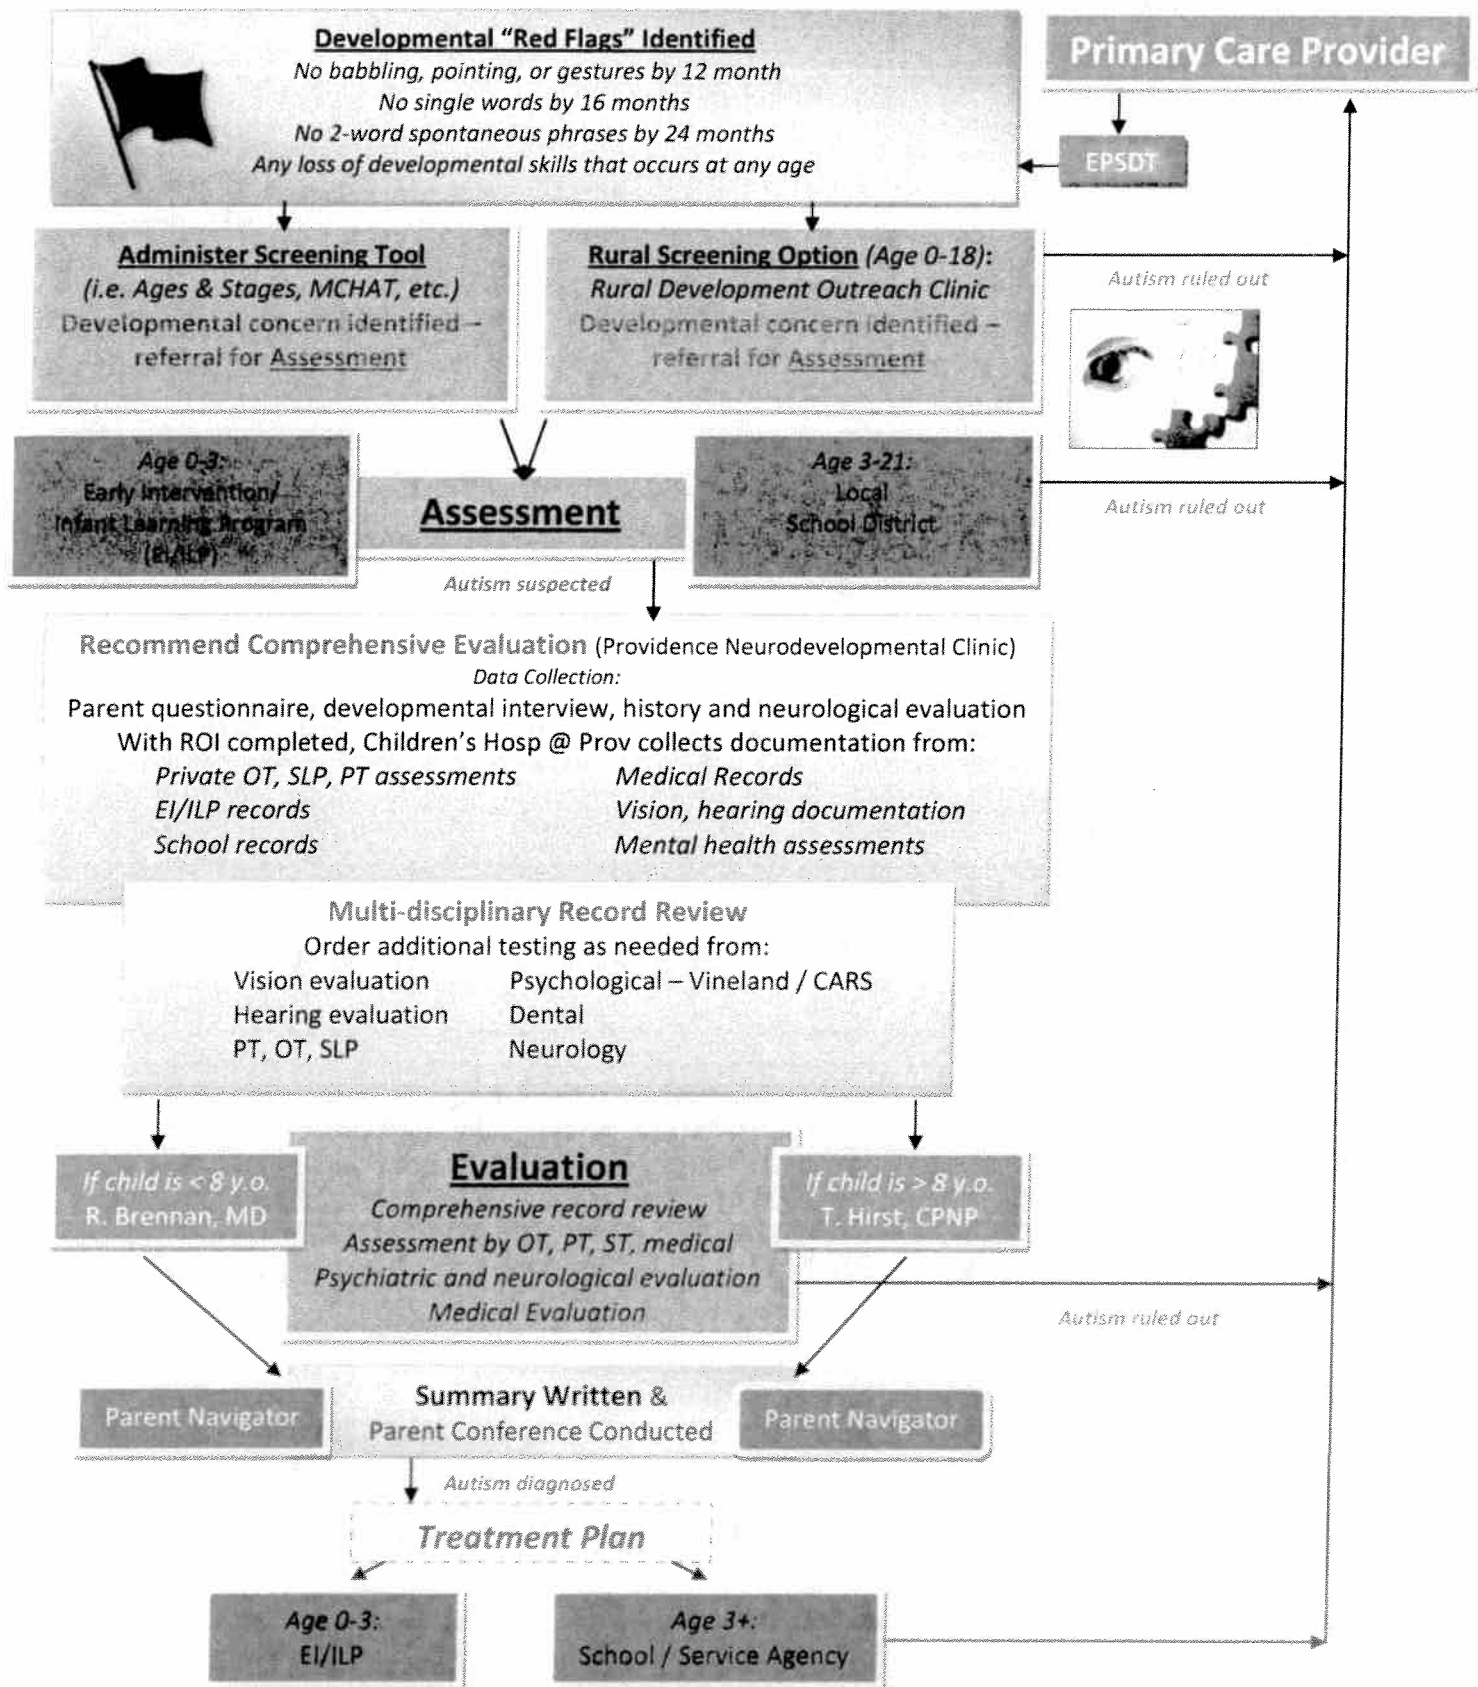 Developmental “Red Flags” Identified
No babbling, pointing, or gestures by 12 month
No single words by 16 months
No 2-word spontaneous phrases by 24 months
Any loss of developmental skills that occurs at any age
Primary Care Provider
EPSDT
Administer Screening Tool
(i.e. Ages & Stages, MCHAT, etc.)
Developmental concern identified –
referral for Assessment
Rural Screening Option (Age 0-18):
Rural Development Outreach Clinic
Developmental concern identified –
referral for Assessment
Autism ruled out
Age 0-3:
Early Intervention/
Infant Learning Program
(EI/ILP)
Assessment
Age 3-21:
Local
School District
Autism ruled out
Autism suspected
Recommend Comprehensive Evaluation (Providence Neurodevelopmental Clinic)
Data Collection:
Parent questionnaire, developmental interview, history and neurological evaluation
With ROI completed, Children’s Hosp @ Prov collects documentation from:
Private OT, SLP, PT assessments
EI/ILP records
School records
Medical Records
Vision, hearing documentation
Mental health assessments
Multi-disciplinary Record Review
Order additional testing as needed from:
Vision evaluation
Hearing evaluation
PT, OT, SLP
Psychological – Vineland / CARS
Dental
Neurology
If child is < 8 y.o.
R. Brennan, MD
Evaluation
Comprehensive record review
Assessment by OT, PT, ST, medical
Psychiatric and neurological evaluation
Medical Evaluation
If child is > 8 y.o.
T. Hirst, CPNP
Autism ruled out
Parent Navigator
Summary Written &
Parent Conference Conducted
Parent Navigator
Autism diagnosed
Treatment Plan
Age 0-3:
EI/ILP
Age 3+:
School / Service Agency